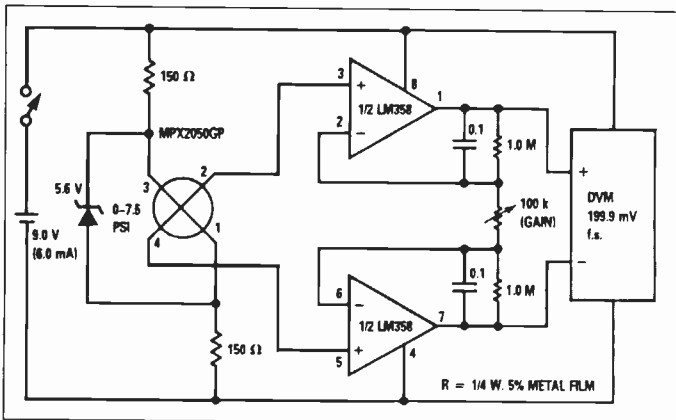 150 Ω
MPX2050GP
3
2
1
4
5.6 V
0–7.5
PSI
9.0 V
(6.0 mA)
150 Ω
3
2
8
1
+
−
1/2 LM358
0.1
1.0 M
100 k
(GAIN)
6
5
7
4
−
+
1/2 LM358
0.1
1.0 M
+
−
DVM
199.9 mV
f.s.
R = 1/4 W. 5% METAL FILM